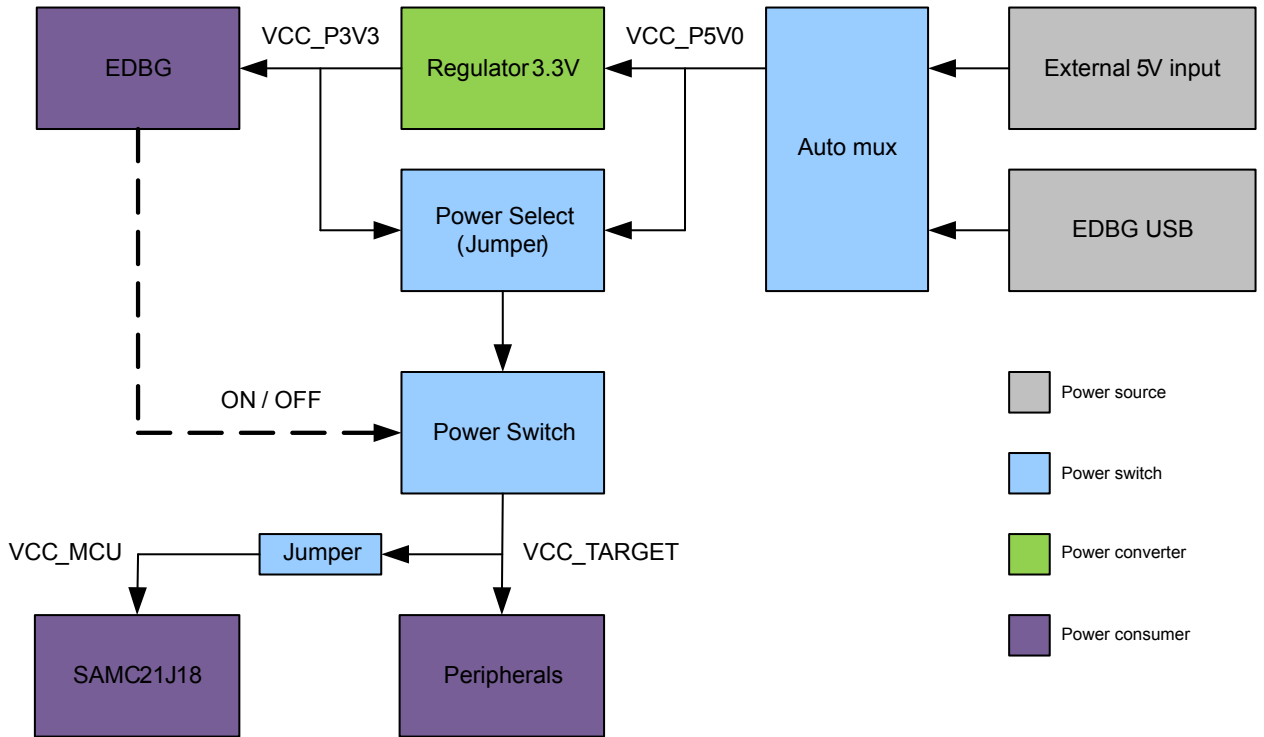 EDBG
VCC_P3V3
Regulator 3.3V
VCC_P5V0
Auto mux
External 5V input
Power Select
(Jumper)
EDBG USB
ON / OFF
Power Switch
VCC_MCU
Jumper
VCC_TARGET
SAMC21J18
Peripherals
Power source
Power switch
Power converter
Power consumer